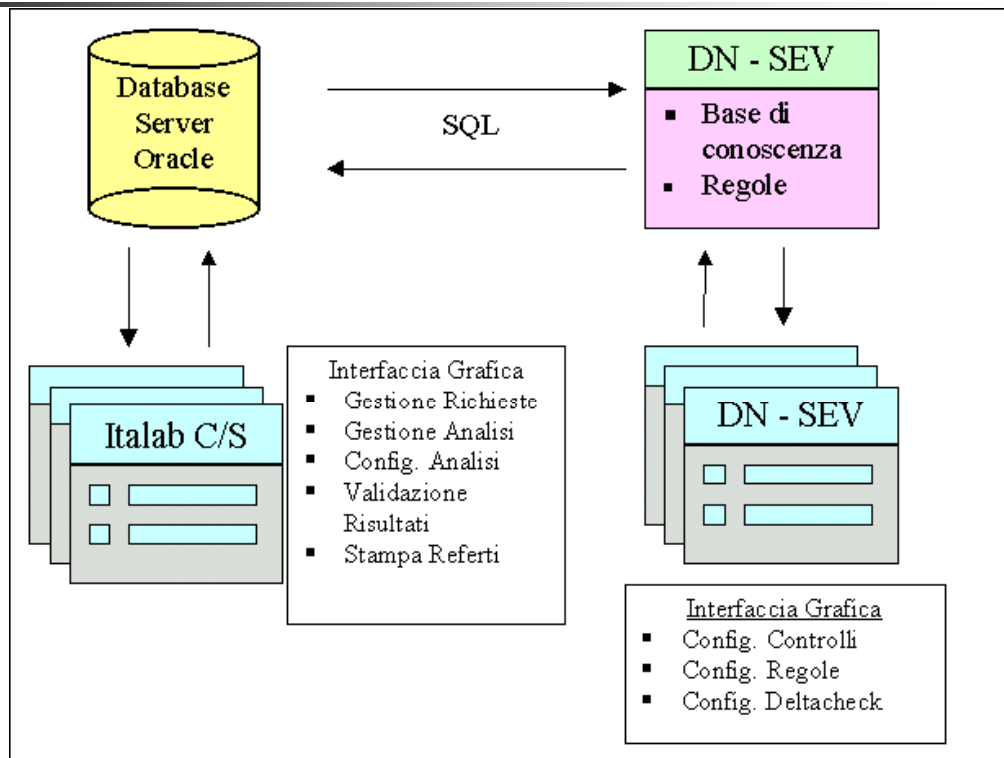 Database
Server
Oracle
SQL
DN - SEV
▪ Base di
conoscenza
▪ Regole
Italab C/S
Interfaccia Grafica
▪ Gestione Richieste
▪ Gestione Analisi
▪ Config. Analisi
▪ Validazione
Risultati
▪ Stampa Referti
DN - SEV
Interfaccia Grafica
▪ Config. Controlli
▪ Config. Regole
▪ Config. Deltacheck